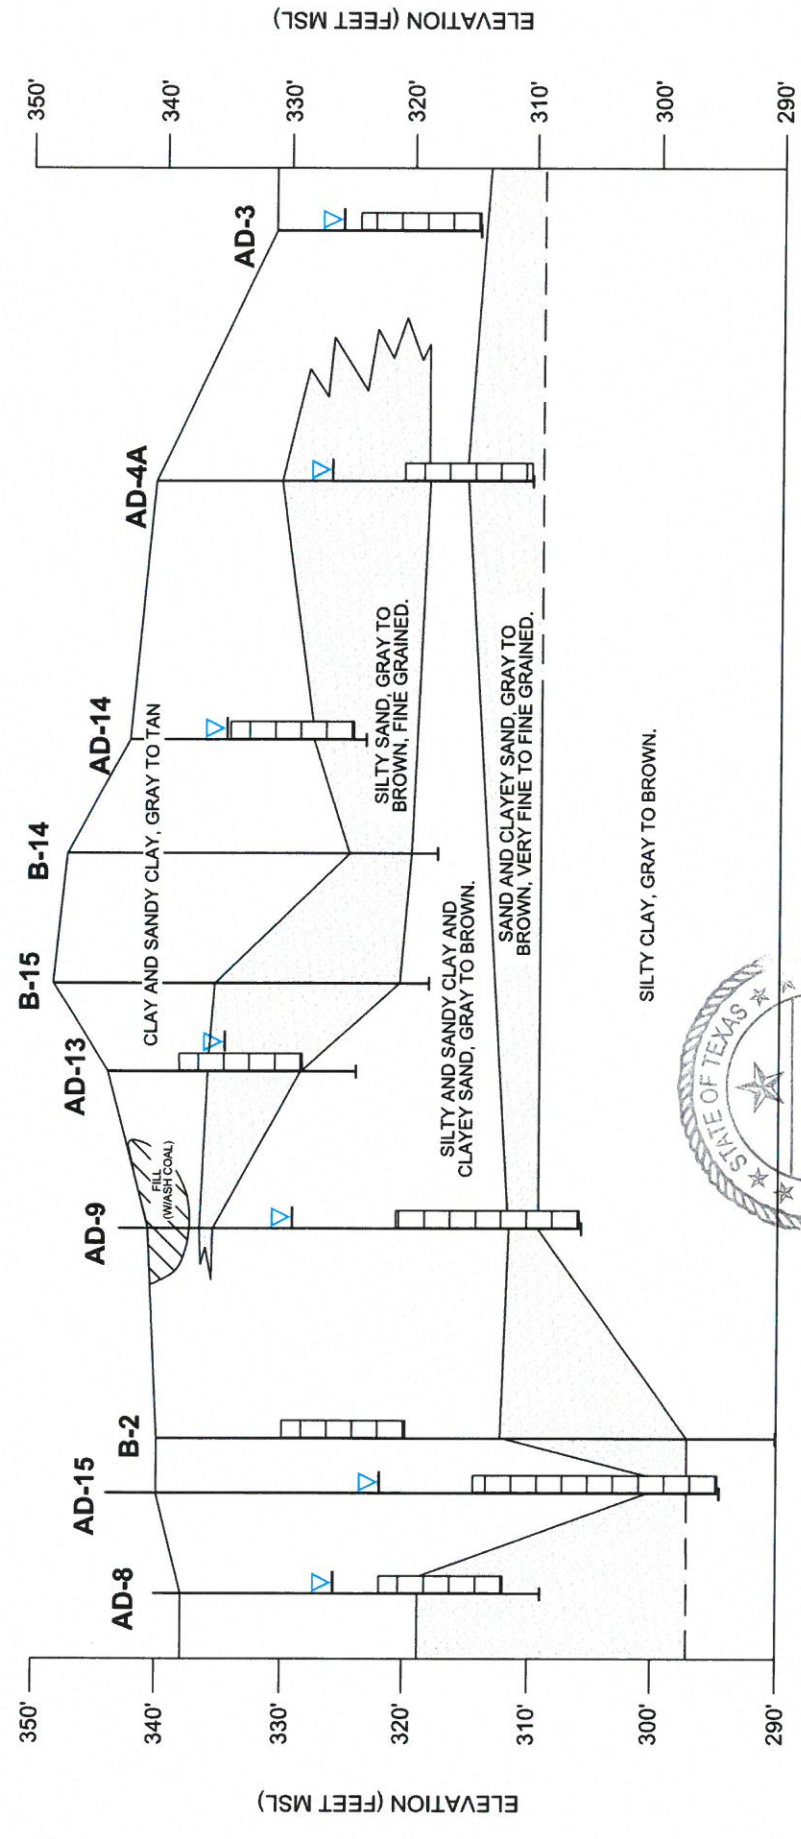 ELEVATION (FEET MSL)
350'
340'
330'
320'
310'
300'
290'
AD-8
AD-15
B-2
AD-9
AD-13
B-15
B-14
AD-14
AD-4A
AD-3
FILL
(W/ASH COAL)
CLAY AND SANDY CLAY, GRAY TO TAN
SILTY SAND, GRAY TO
BROWN, FINE GRAINED.
SILTY AND SANDY CLAY AND
CLAYEY SAND, GRAY TO BROWN.
SAND AND CLAYEY SAND, GRAY TO
BROWN, VERY FINE TO FINE GRAINED.
SILTY CLAY, GRAY TO BROWN.
STATE OF TEXAS
350'
340'
330'
320'
310'
300'
290'
ELEVATION (FEET MSL)